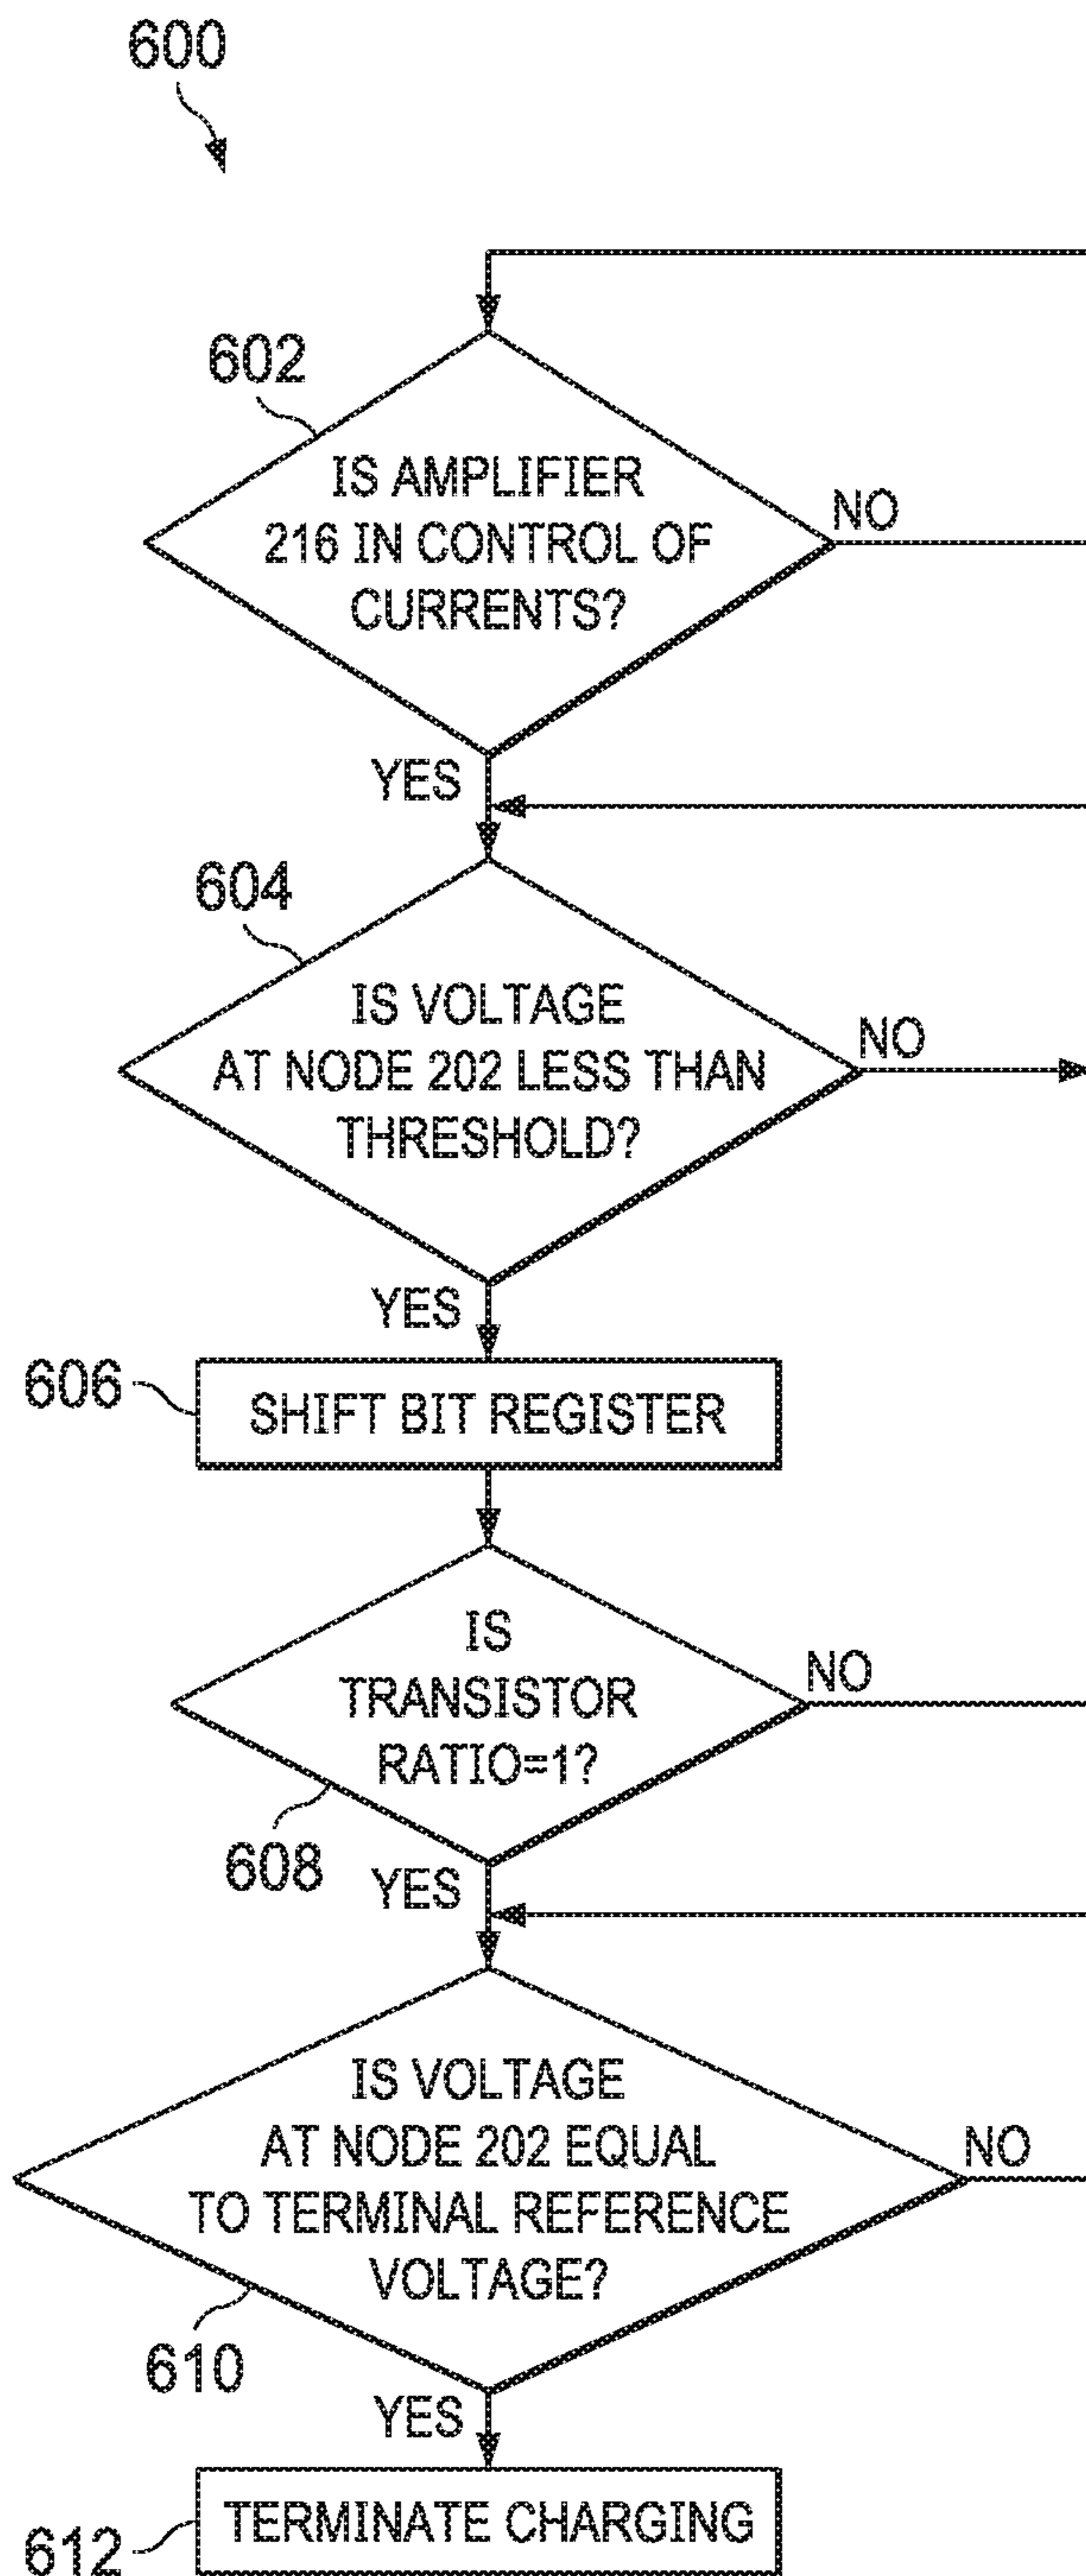 600
602
IS AMPLIFIER
216 IN CONTROL OF
CURRENTS?
NO
YES
604
IS VOLTAGE
AT NODE 202 LESS THAN
THRESHOLD?
NO
YES
606
SHIFT BIT REGISTER
IS
TRANSISTOR
RATIO=1?
NO
608
YES
IS VOLTAGE
AT NODE 202 EQUAL
TO TERMINAL REFERENCE
VOLTAGE?
NO
610
YES
TERMINATE CHARGING
612